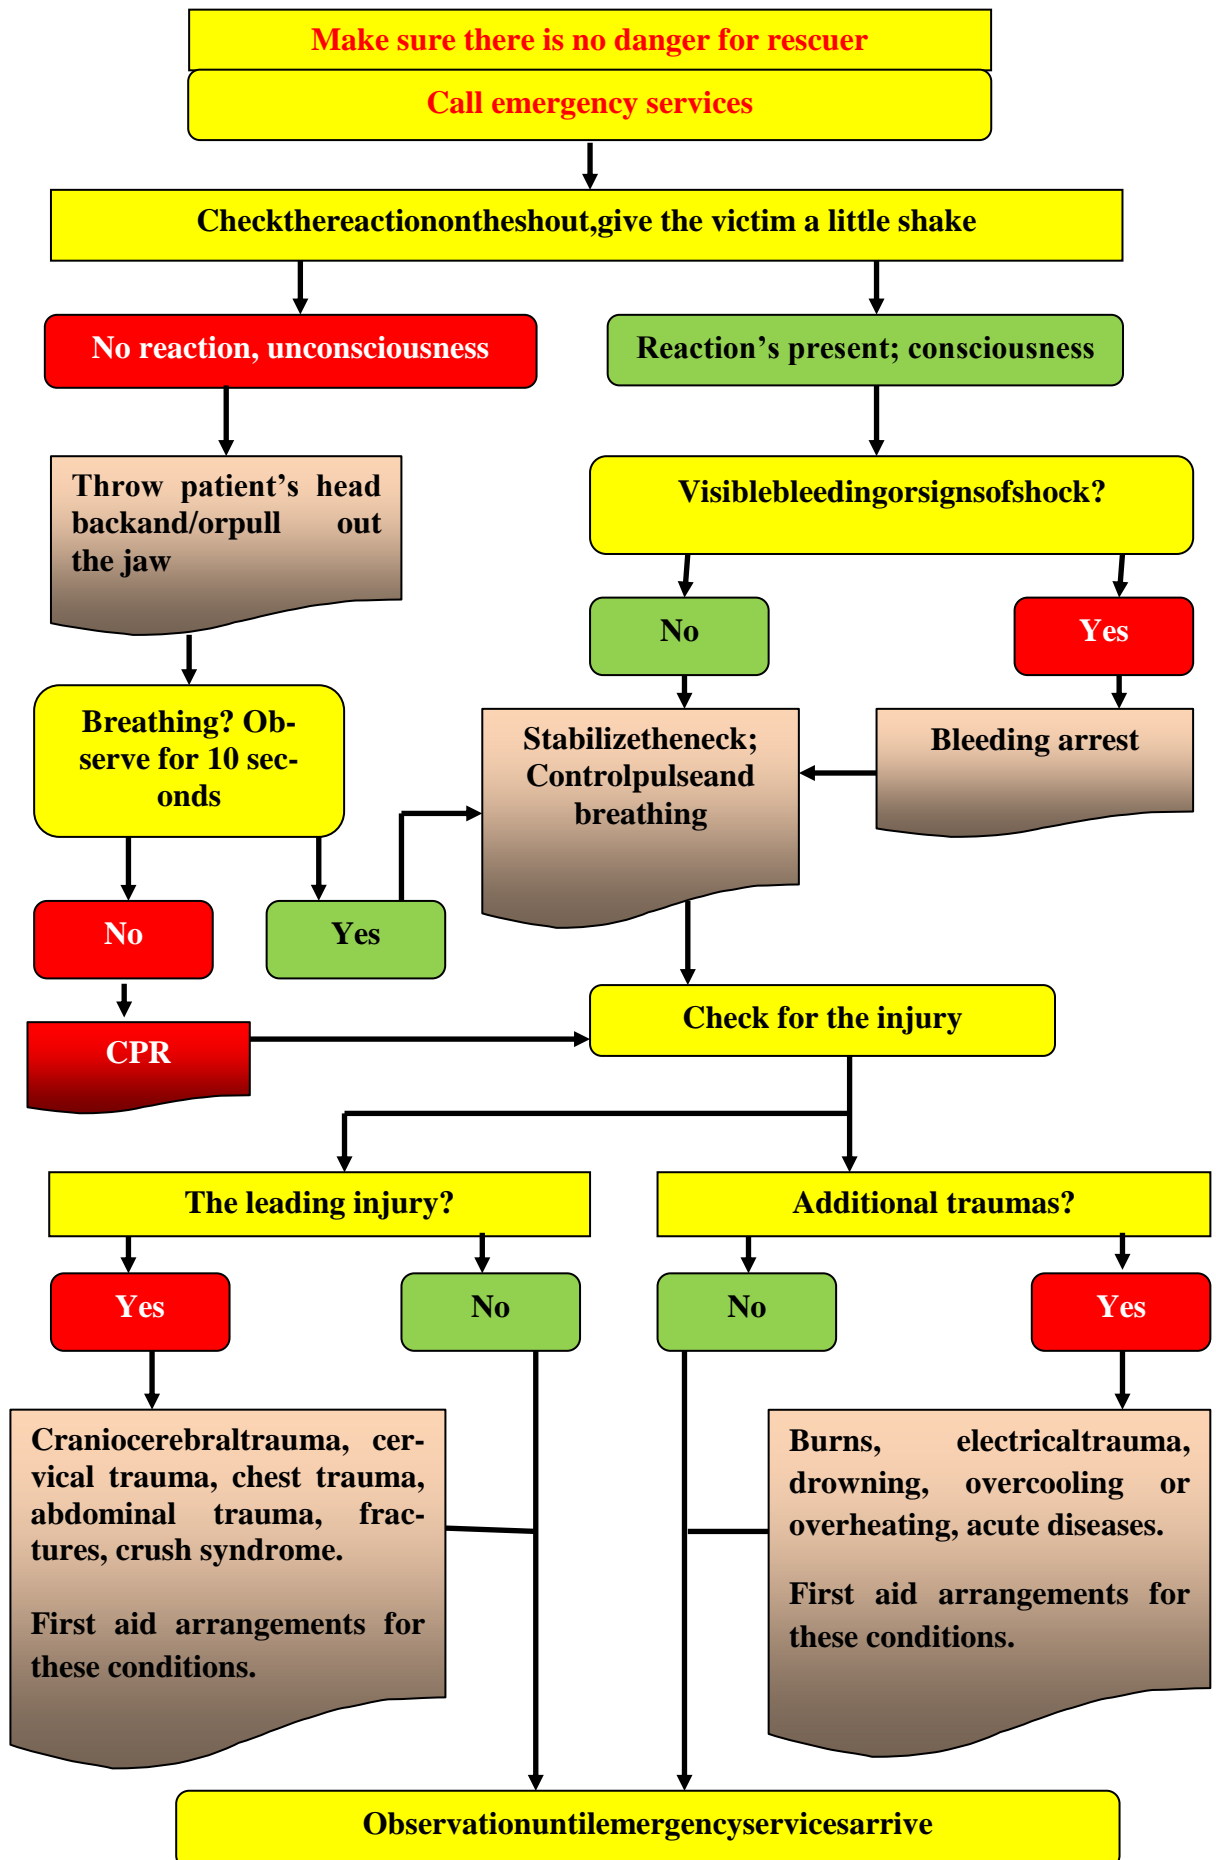 Make sure there is no danger for rescuer
Call emergency services
Checkthereactionontheshout,give the victim a little shake
No reaction, unconsciousness
Reaction’s present; consciousness
Throw patient’s head
backand/orpull out
the jaw
Visiblebleedingorsignsofshock?
No
Yes
Breathing? Ob-
serve for 10 sec-
onds
Stabilizetheneck;
Controlpulseand
breathing
Bleeding arrest
No
Yes
CPR
Check for the injury
The leading injury?
Additional traumas?
Yes
No
No
Yes
Craniocerebraltrauma, cer-
vical trauma, chest trauma,
abdominal trauma, frac-
tures, crush syndrome.
First aid arrangements for
these conditions.
Burns, electricaltrauma,
drowning, overcooling or
overheating, acute diseases.
First aid arrangements for
these conditions.
Observationuntilemergencyservicesarrive